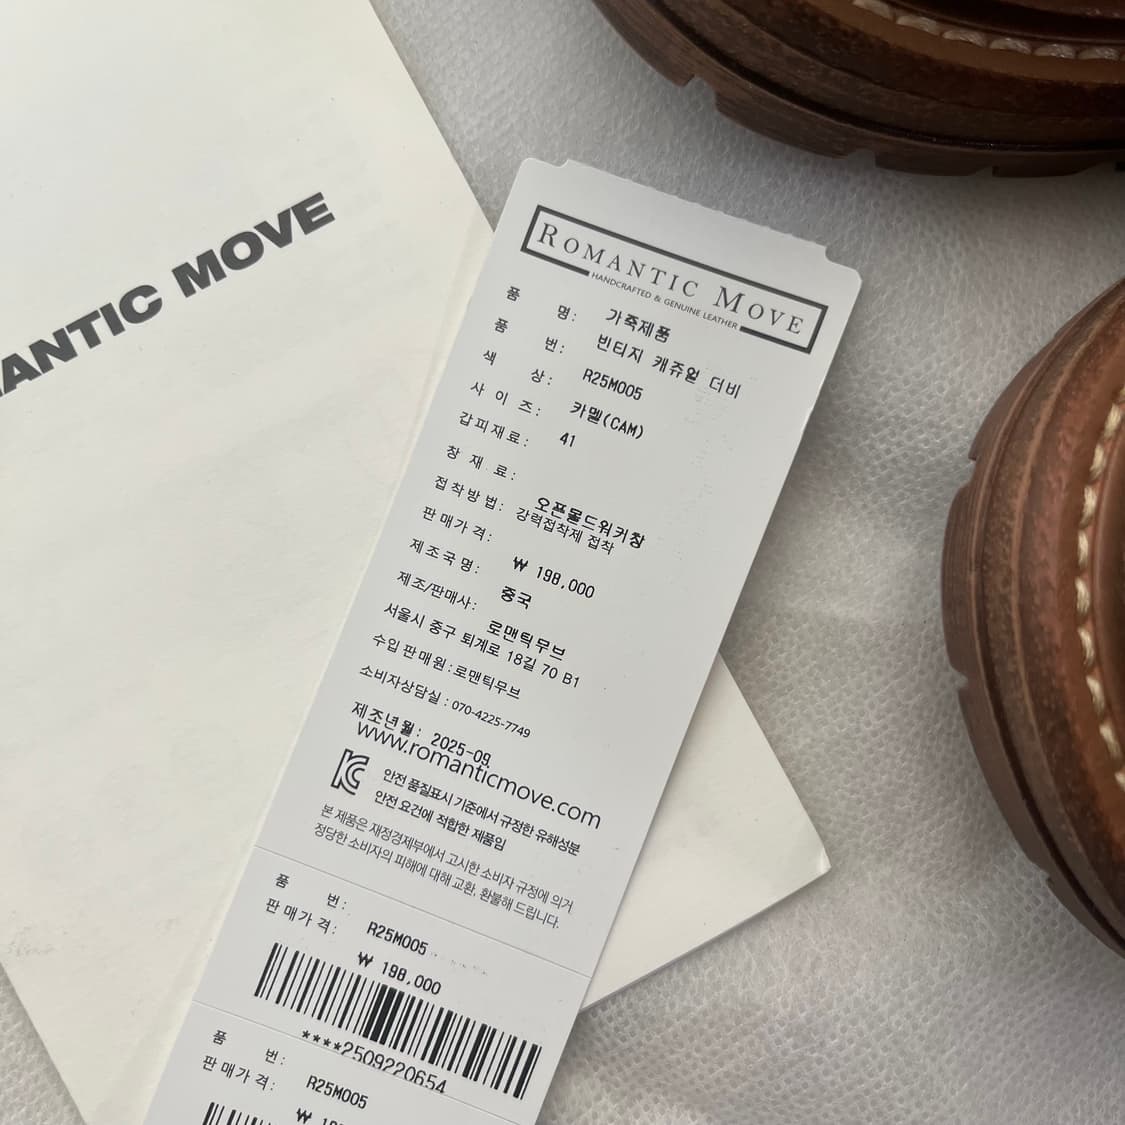 ANTIC MOVE
ROMANTIC MOVE
HANDCRAFTED & GENUINE LEATHER
품 명: 가죽제품
빈티지 캐쥬얼 더비
품 번: R25M005
색 상: 카멜(CAM)
사 이 즈: 41
갑피재료:
창 재 료: 오픈몰드워커창
접착방법: 강력접착제 접착
판매가격: ₩ 198,000
제조국명: 중국
제조/판매사: 로맨틱무브
서울시 중구 퇴계로 18길 70 B1
수입 판매원:로맨틱무브
소비자상담실 : 070-4225-7749
제조년월: 2025-09
www.romanticmove.com
안전 품질표시 기준에서 규정한 유해성분
안전 요건에 적합한 제품임
본 제품은 재정경제부에서 고시한 소비자 규정에 의거
정당한 소비자의 피해에 대해 교환, 환불해 드립니다.
품 번: R25M005
판매가격: ₩ 198,000
****2509220654
품 번: R25M005
판매가격: ₩